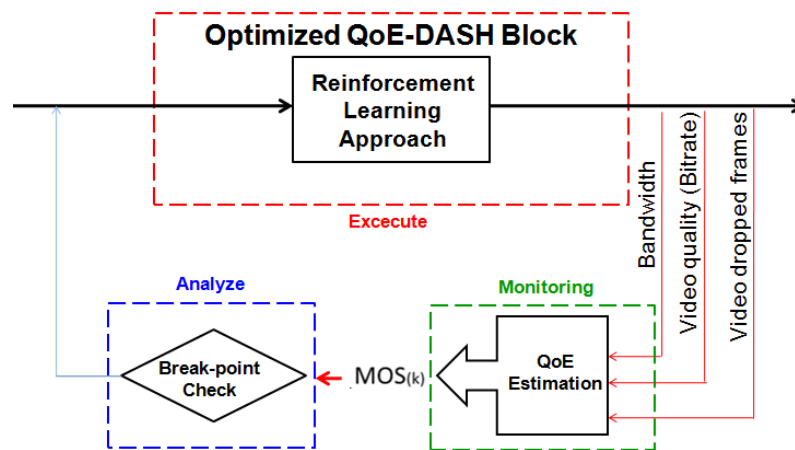 Optimized QoE-DASH Block
Reinforcement
Learning
Approach
Excecute
Bandwidth
Video quality (Bitrate)
Video dropped frames
Analyze
Monitoring
Break-point
Check
MOS(k)
QoE
Estimation